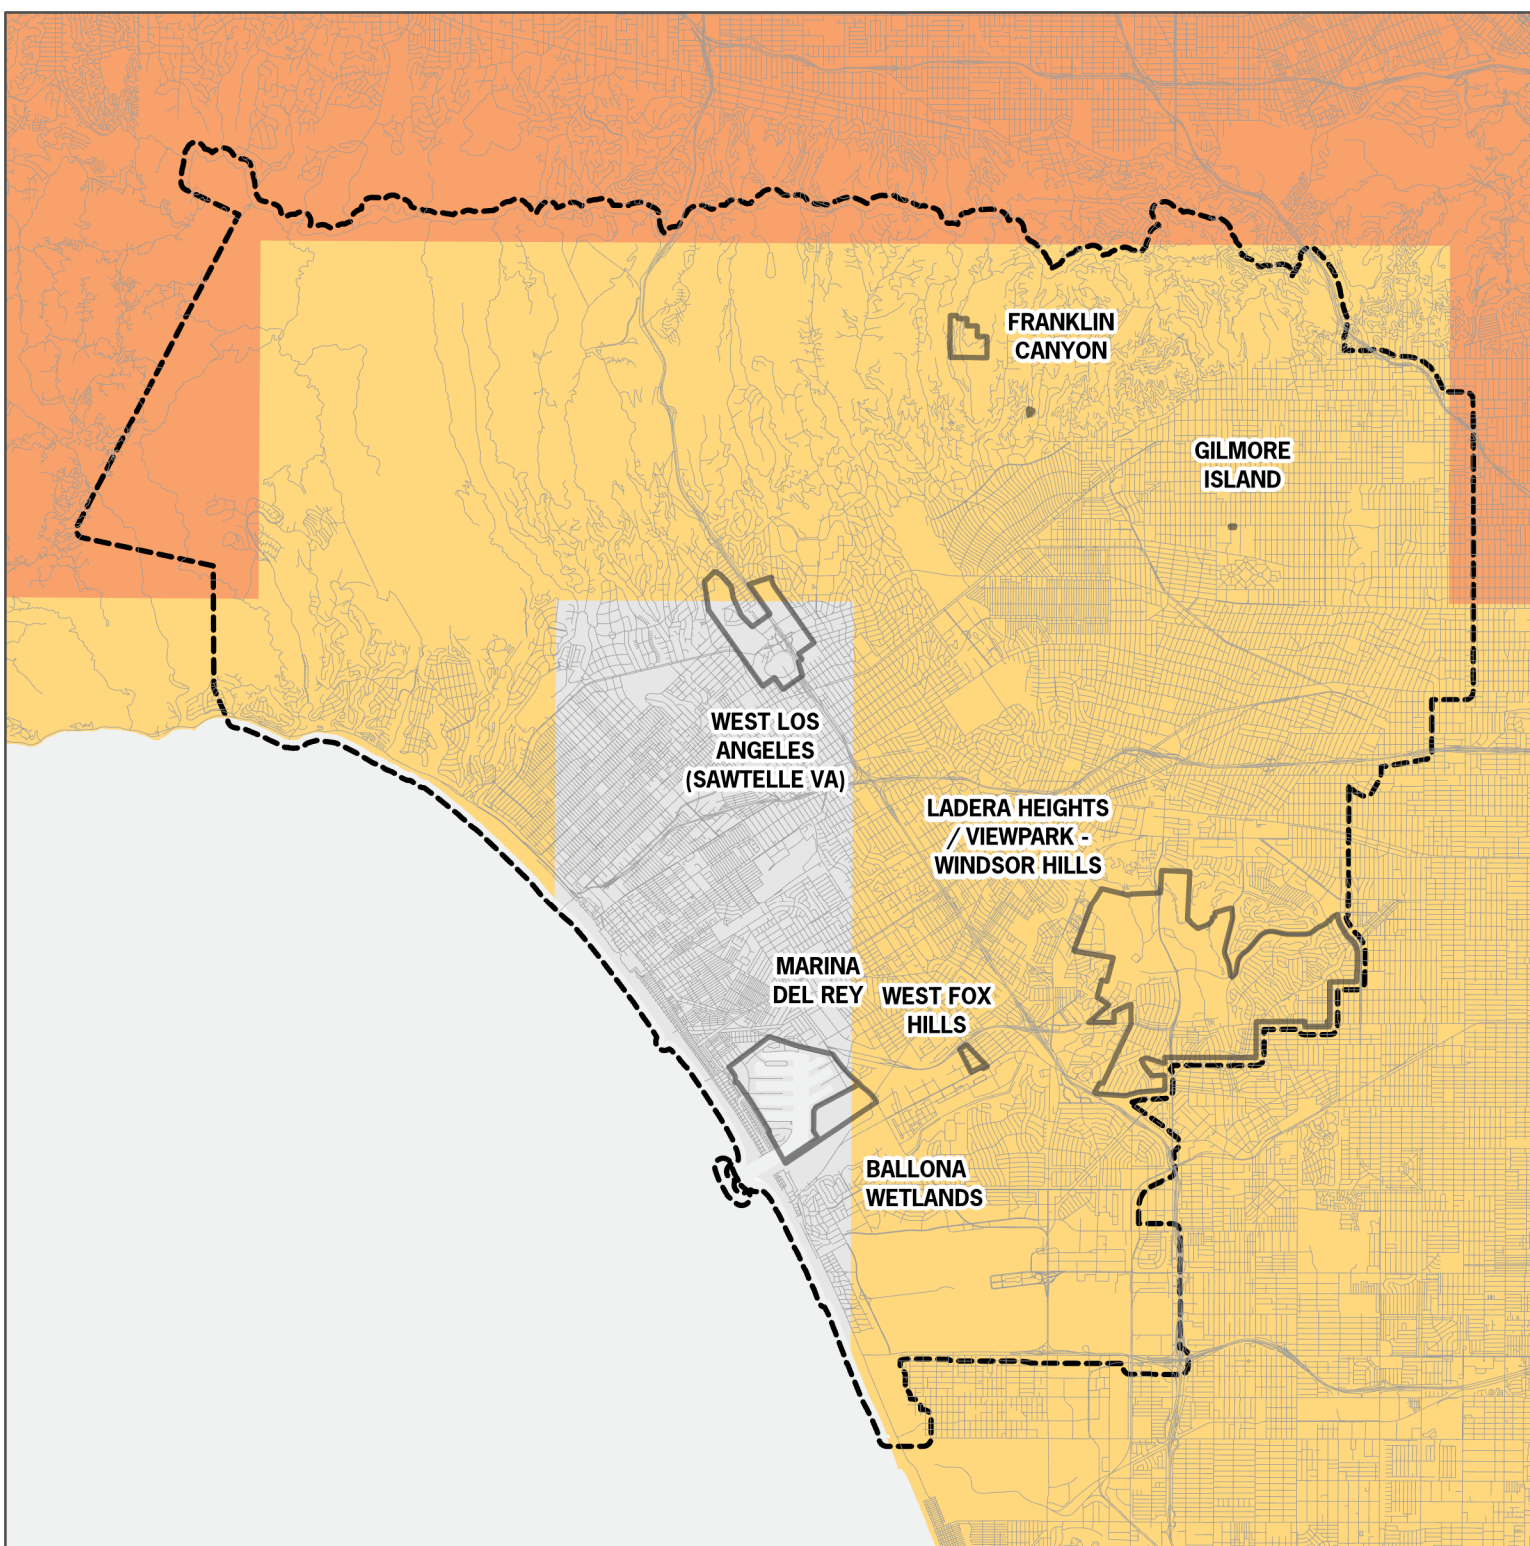 FRANKLIN
CANYON
GILMORE
ISLAND
WEST LOS
ANGELES
(SAWTELLE VA)
LADERA HEIGHTS
/ VIEWPARK -
WINDSOR HILLS
MARINA
DEL REY
WEST FOX
HILLS
BALLONA
WETLANDS